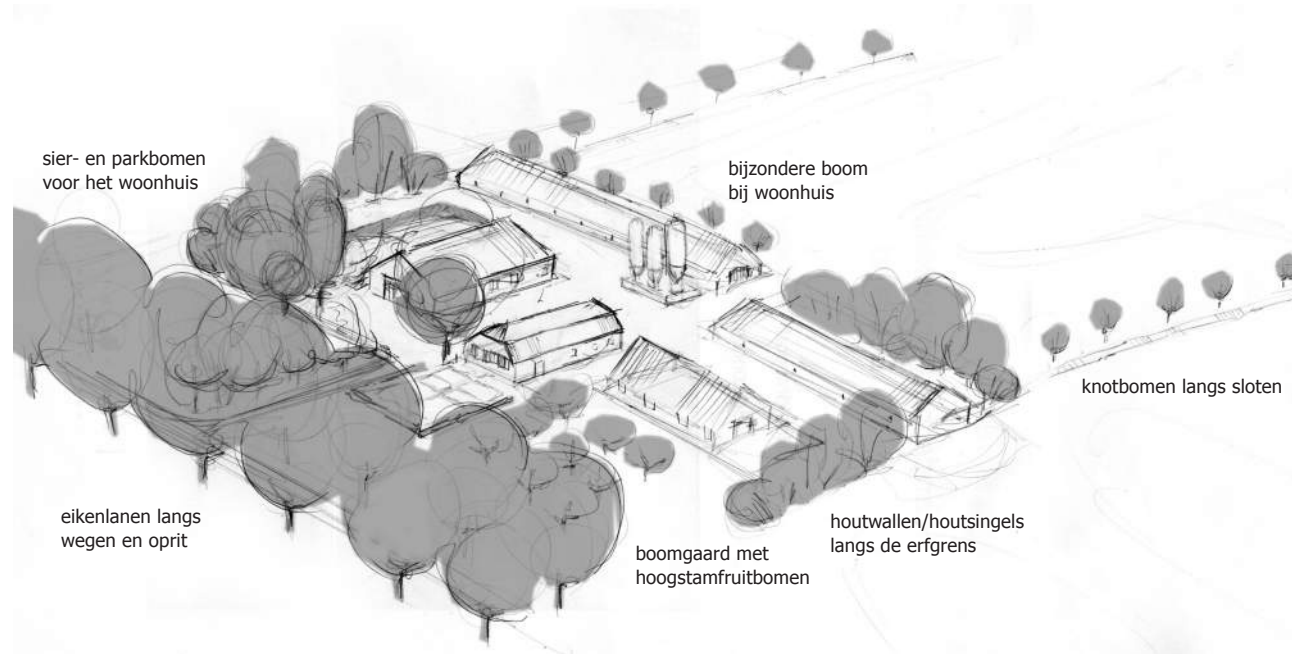 sier- en parkbomen
voor het woonhuis
bijzondere boom
bij woonhuis
knotbomen langs sloten
eikenlanen langs
wegen en oprit
houtwallen/houtsingels
langs de erfgrens
boomgaard met
hoogstamfruitbomen